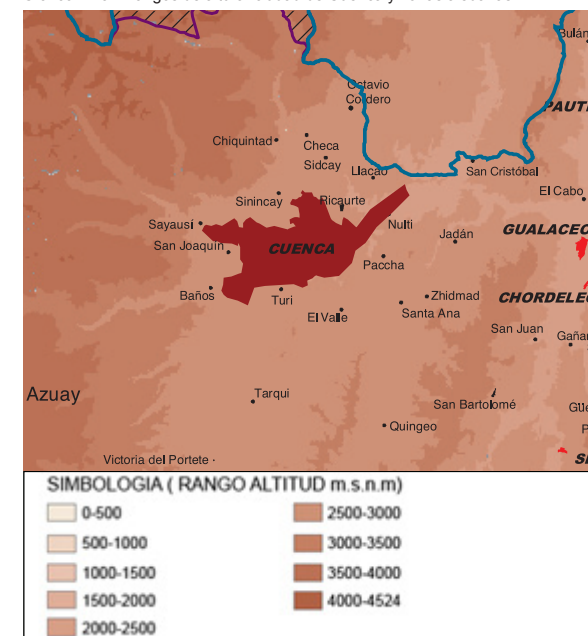 Bulán
Octavio
Cordero
PAUT
Chiquintad
Checa
Sidcay
Llacao
San Cristóbal
El Cabo
Sinincay
Ricaurte
Sayausí
Nulti
San Joaquín
CUENCA
Jadán
GUALACEO
Paccha
Baños
Turi
Zhidmad
CHORDELEG
El Valle
Santa Ana
San Juan
Gaña
Azuay
Tarqui
San Bartolomé
Quingeo
Victoria del Portete
SIMBOLOGIA ( RANGO ALTITUD m.s.n.m)
0-500
500-1000
1000-1500
1500-2000
2000-2500
2500-3000
3000-3500
3500-4000
4000-4524